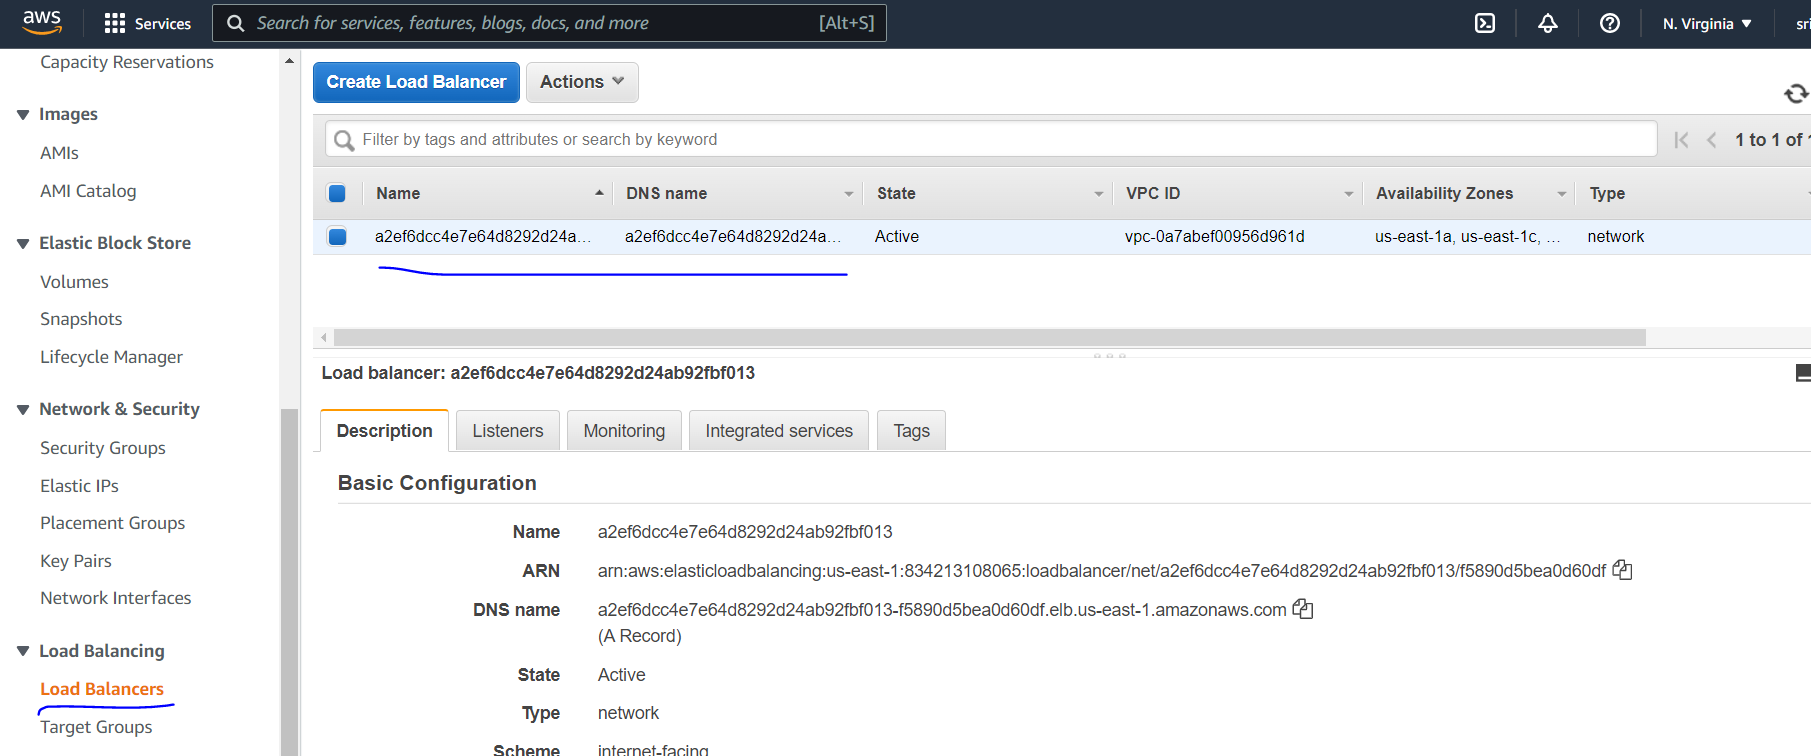 aws
Services
Search for services, features, blogs, docs, and more
[Alt+S]
N. Virginia
sri
Capacity Reservations
Images
AMIs
AMI Catalog
Elastic Block Store
Volumes
Snapshots
Lifecycle Manager
Network & Security
Security Groups
Elastic IPs
Placement Groups
Key Pairs
Network Interfaces
Load Balancing
Load Balancers
Target Groups
Create Load Balancer
Actions
Filter by tags and attributes or search by keyword
1 to 1 of 1
Name DNS name State VPC ID Availability Zones Type
a2ef6dcc4e7e64d8292d24a... a2ef6dcc4e7e64d8292d24a... Active vpc-0a7abef00956d961d us-east-1a, us-east-1c, ... network
Load balancer: a2ef6dcc4e7e64d8292d24ab92fbf013
Description Listeners Monitoring Integrated services Tags
Basic Configuration
Name a2ef6dcc4e7e64d8292d24ab92fbf013
ARN arn:aws:elasticloadbalancing:us-east-1:834213108065:loadbalancer/net/a2ef6dcc4e7e64d8292d24ab92fbf013/f5890d5bea0d60df
DNS name a2ef6dcc4e7e64d8292d24ab92fbf013-f5890d5bea0d60df.elb.us-east-1.amazonaws.com
(A Record)
State Active
Type network
Scheme internet-facing